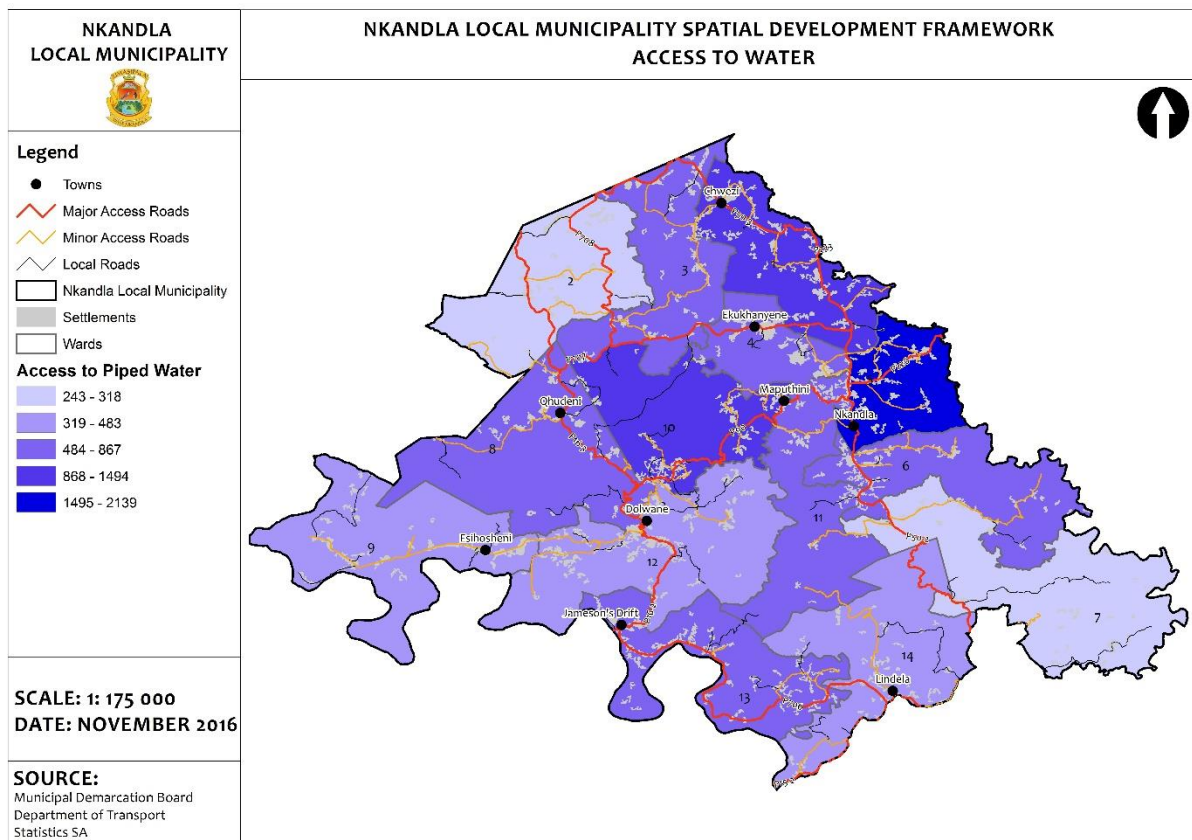 NKANDLA
LOCAL MUNICIPALITY
NKANDLA LOCAL MUNICIPALITY SPATIAL DEVELOPMENT FRAMEWORK
ACCESS TO WATER
Legend
Towns
Major Access Roads
Minor Access Roads
Local Roads
Nkandla Local Municipality
Settlements
Wards
Access to Piped Water
243 - 318
319 - 483
484 - 867
868 - 1494
1495 - 2139
SCALE: 1: 175 000
DATE: NOVEMBER 2016
SOURCE:
Municipal Demarcation Board
Department of Transport
Statistics SA
Chwezi
P708
3
2
Ekukhanyene
4
Maputhini
Qhudeni
Nkandla
10
8
6
11
Dolwane
Fsihosheni
9
12
Jameson's Drift
7
14
Lindela
13
P706